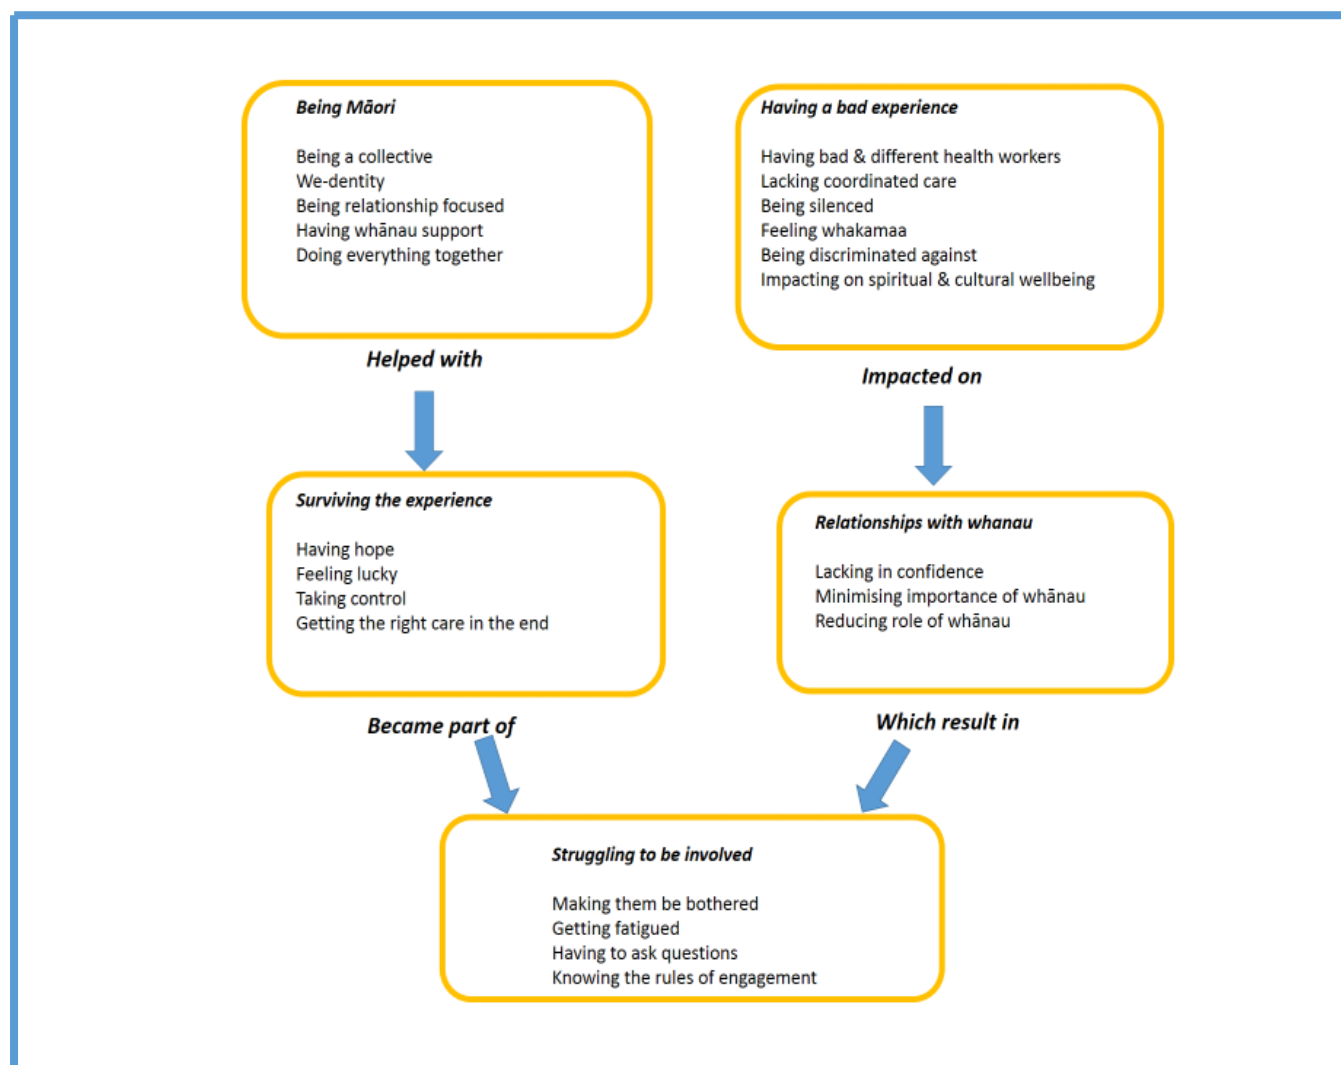 Being Māori
Being a collective
We-dentity
Being relationship focused
Having whānau support
Doing everything together
Helped with
Having a bad experience
Having bad & different health workers
Lacking coordinated care
Being silenced
Feeling whakamaa
Being discriminated against
Impacting on spiritual & cultural wellbeing
Impacted on
Surviving the experience
Having hope
Feeling lucky
Taking control
Getting the right care in the end
Became part of
Relationships with whanau
Lacking in confidence
Minimising importance of whānau
Reducing role of whānau
Which result in
Struggling to be involved
Making them be bothered
Getting fatigued
Having to ask questions
Knowing the rules of engagement